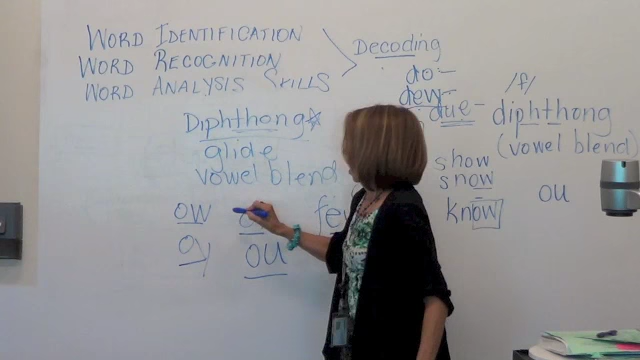 WORD IDENTIFICATION
WORD RECOGNITION
WORD ANALYSIS SKILLS
Decoding
do-
dew-
due-
Diphthong
glide
vowel blend
ow
oy
ou
/f/
diphthong
(vowel blend)
show
snow
know
ou